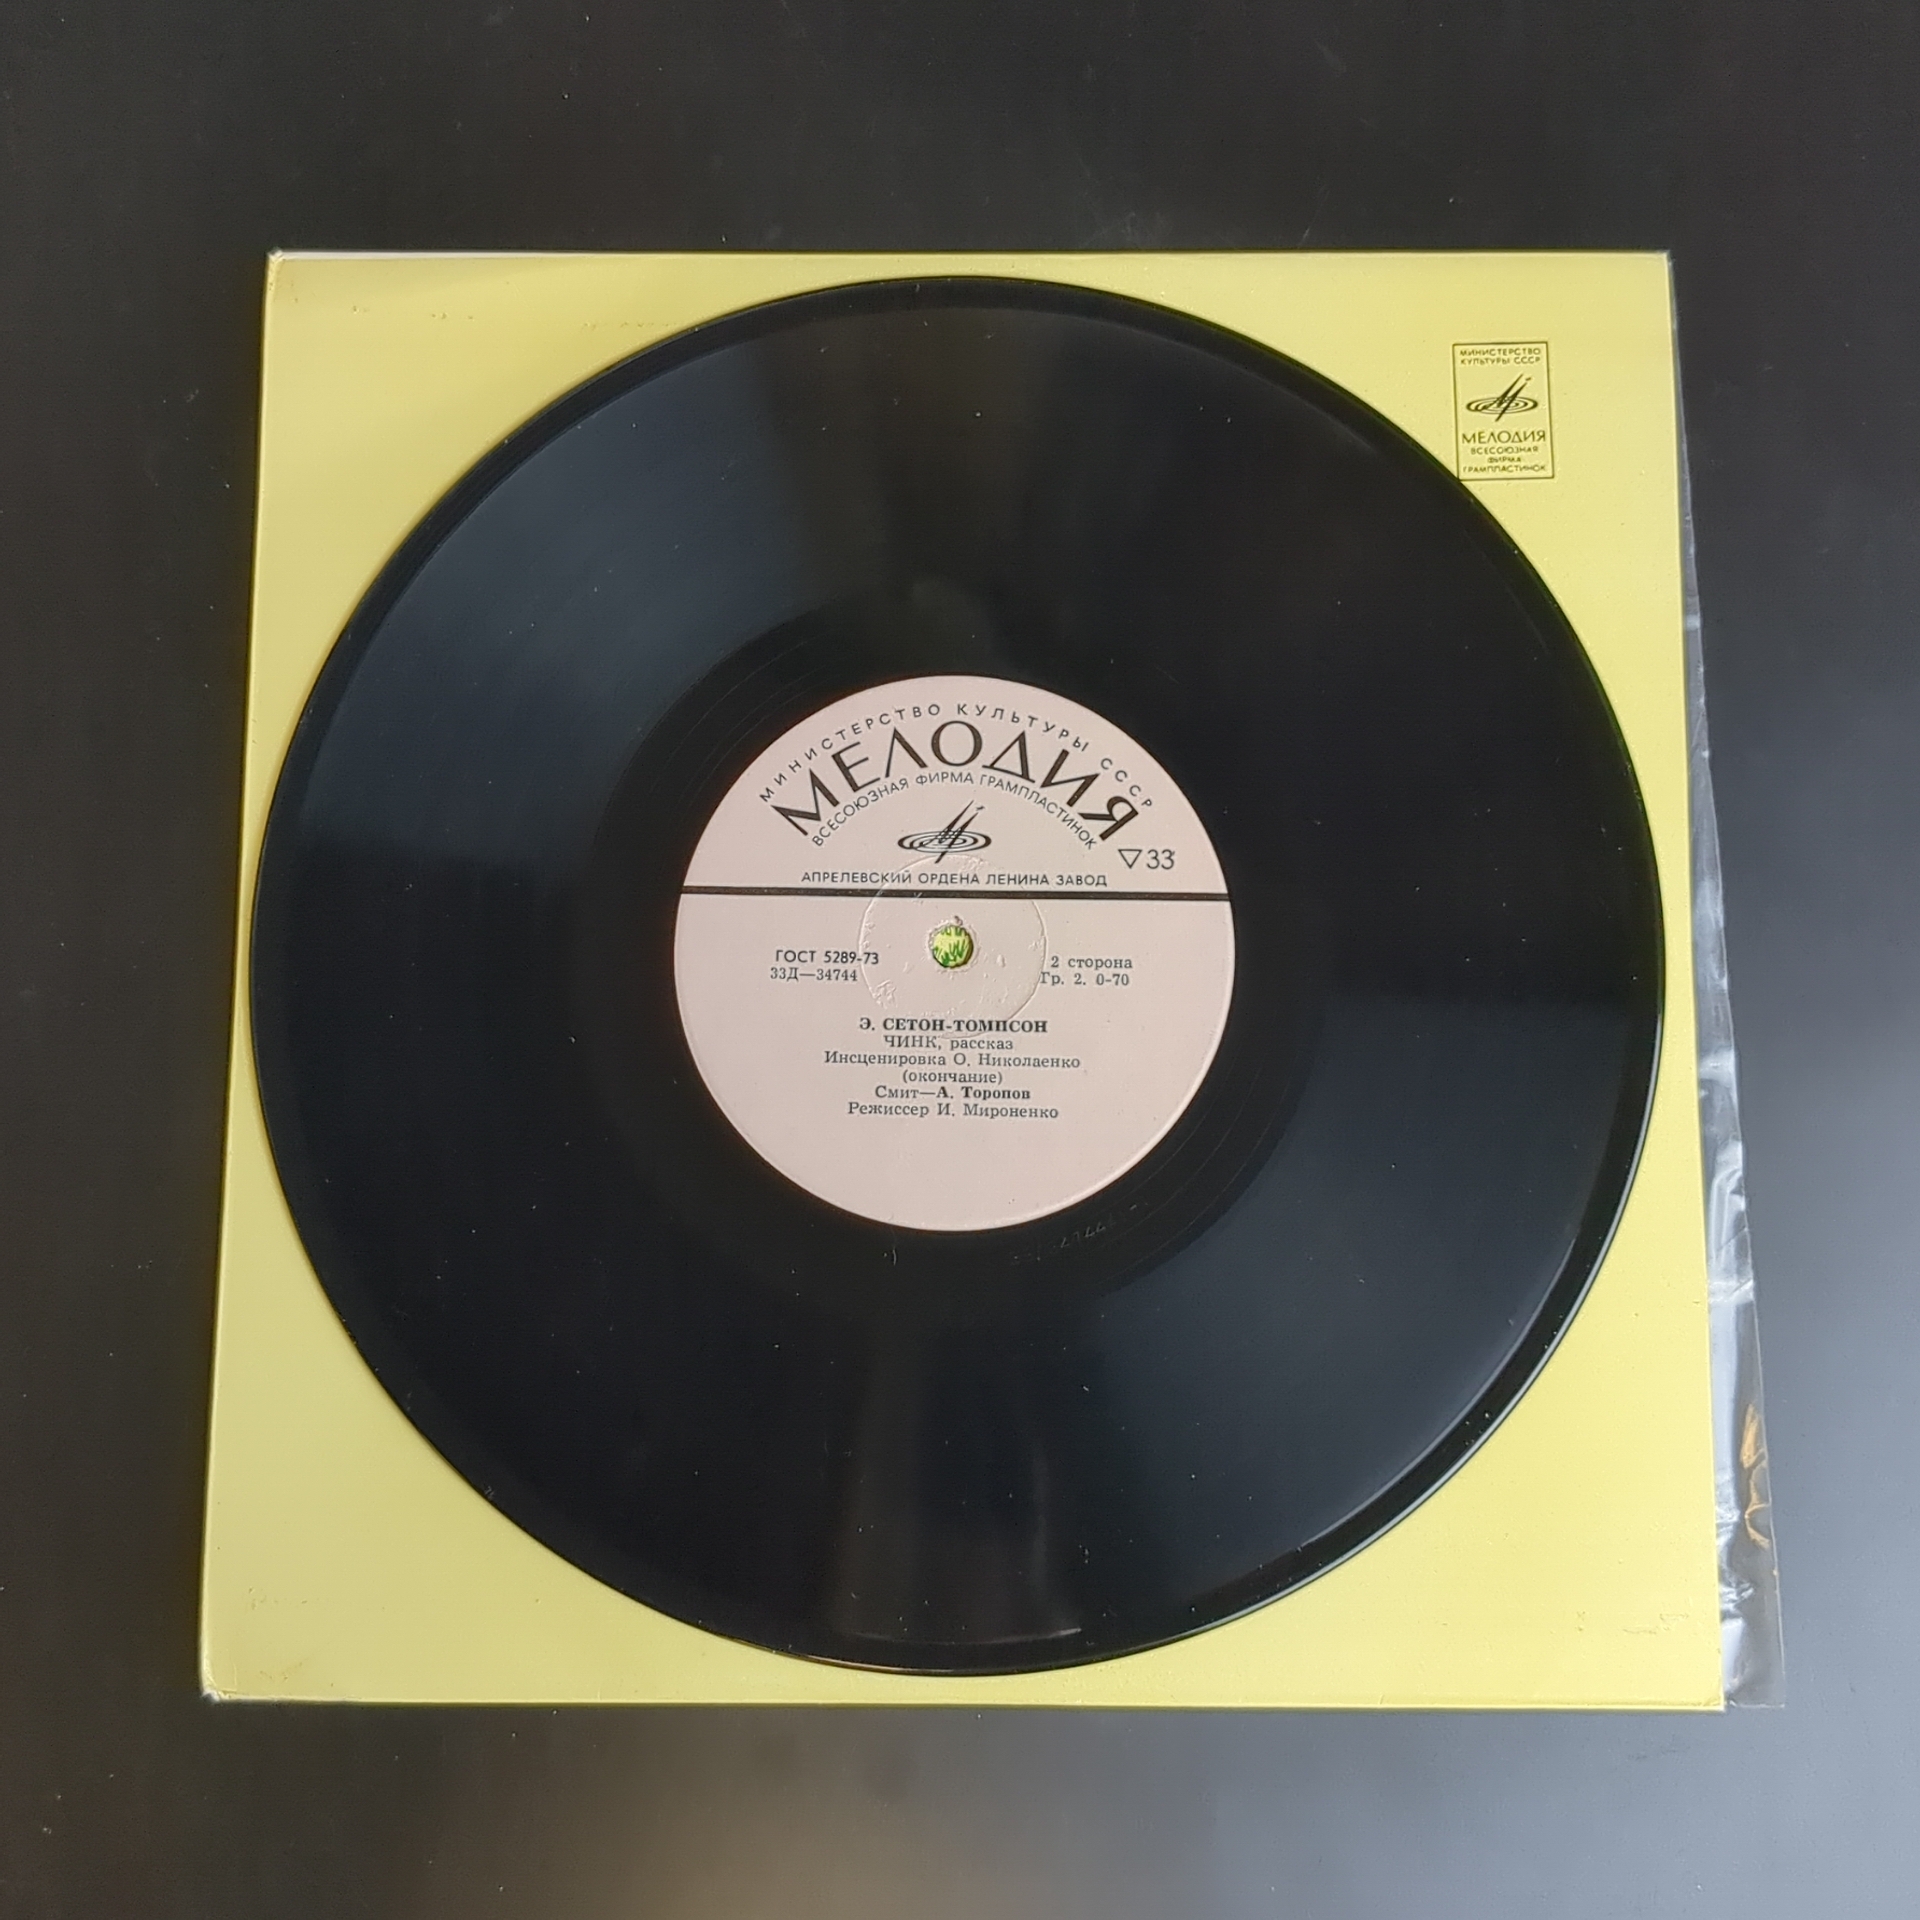 МИНИСТЕРСТВО
КУЛЬТУРЫ СССР
МЕЛОДИЯ
ВСЕСОЮЗНАЯ
ФИРМА
ГРАМПЛАСТИНОК
МИНИСТЕРСТВО КУЛЬТУРЫ СССР
МЕЛОДИЯ
ВСЕСОЮЗНАЯ ФИРМА ГРАМПЛАСТИНОК
▽33
АПРЕЛЕВСКИЙ ОРДЕНА ЛЕНИНА ЗАВОД
ГОСТ 5289-73
33Д—34744
2 сторона
Гр. 2. 0-70
Э. СЕТОН-ТОМПСОН
ЧИНК, рассказ
Инсценировка О. Николаенко
(окончание)
Смит—А. Торопов
Режиссер И. Мироненко